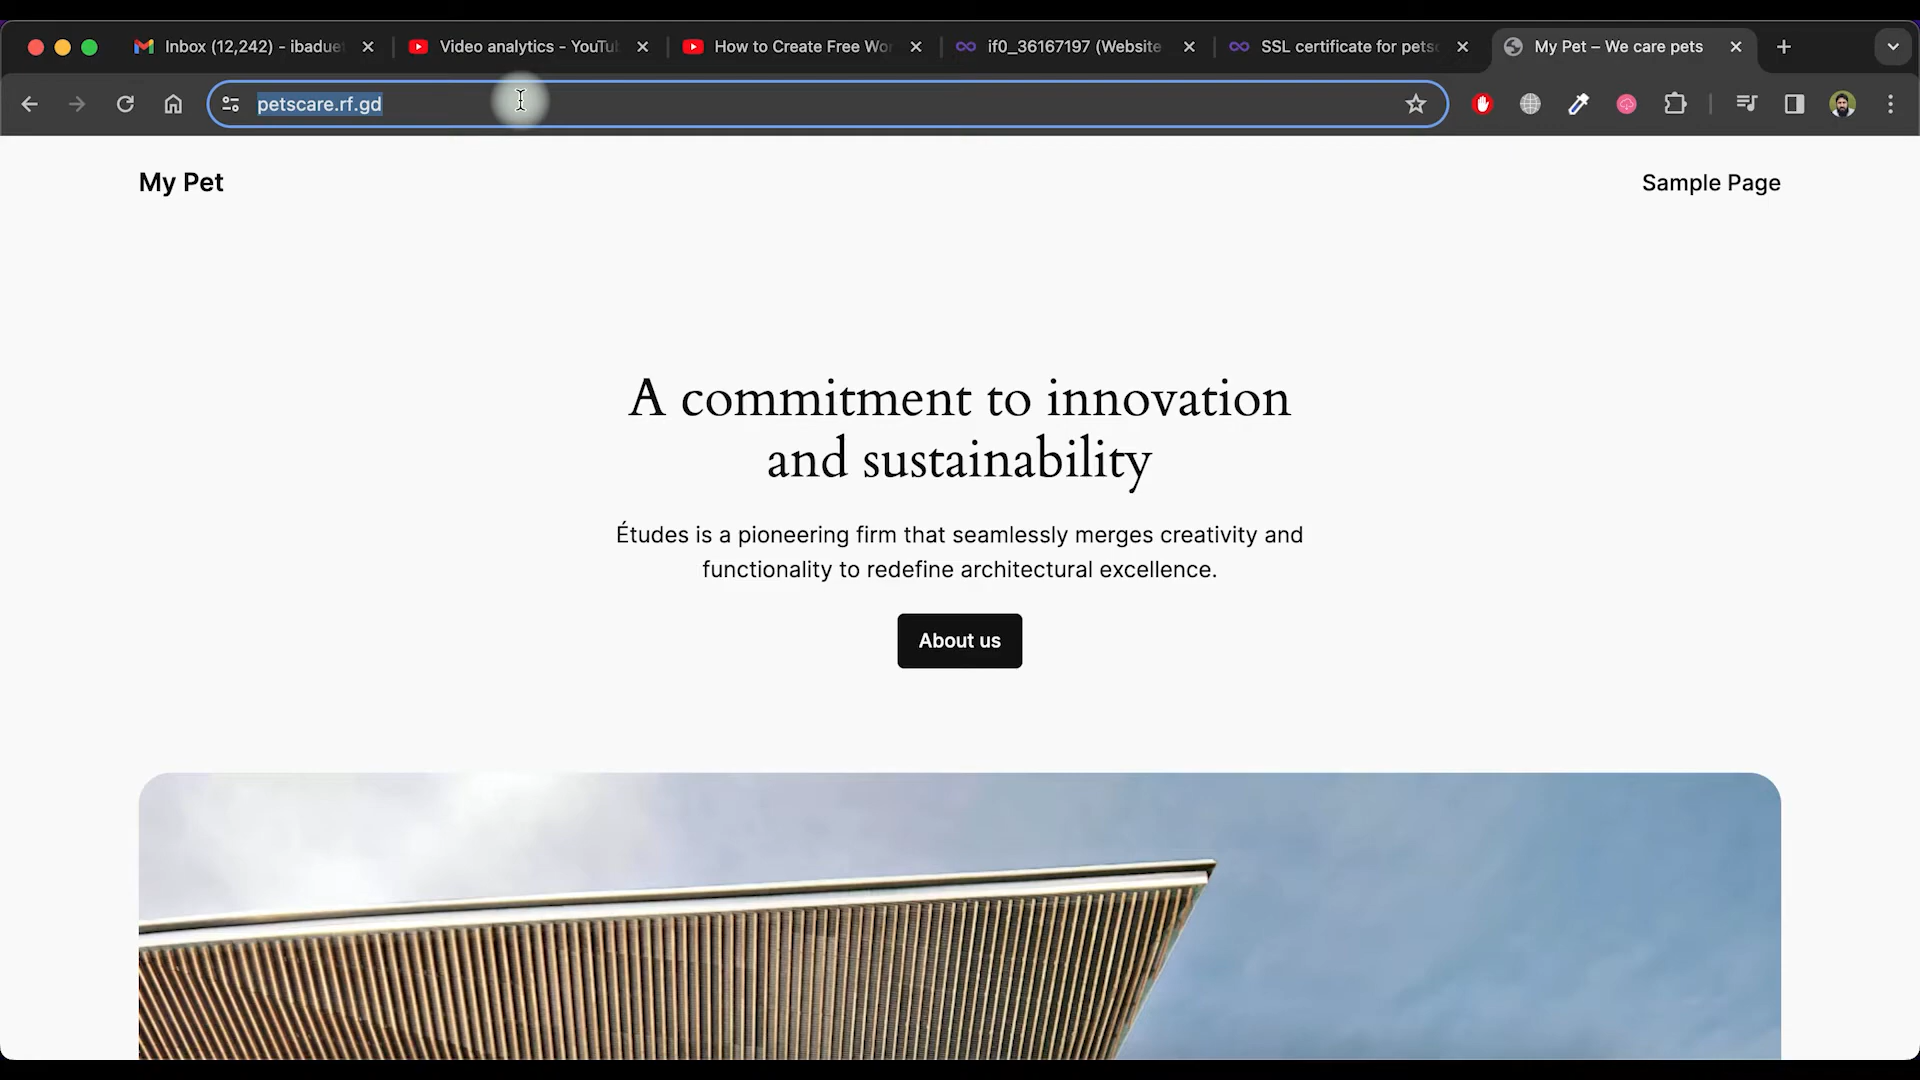 Inbox (12,242) - ibadue
Video analytics - YouTu
How to Create Free Wor
if0_36167197 (Website
SSL certificate for petsc
My Pet – We care pets
petscare.rf.gd
My Pet
Sample Page
A commitment to innovation
and sustainability
Études is a pioneering firm that seamlessly merges creativity and
functionality to redefine architectural excellence.
About us